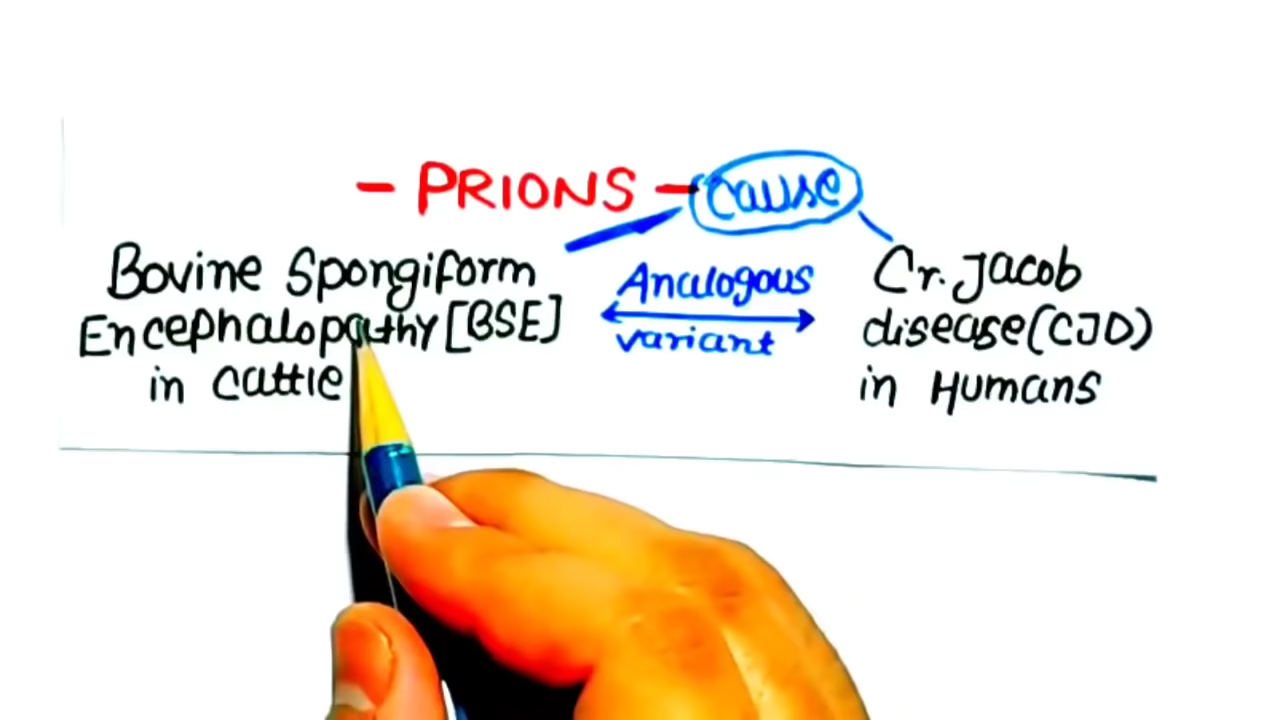 - PRIONS - cause
Bovine Spongiform
Encephalopathy [BSE]
in cattle
Analogous
variant
Cr. Jacob
disease (CJD)
in Humans